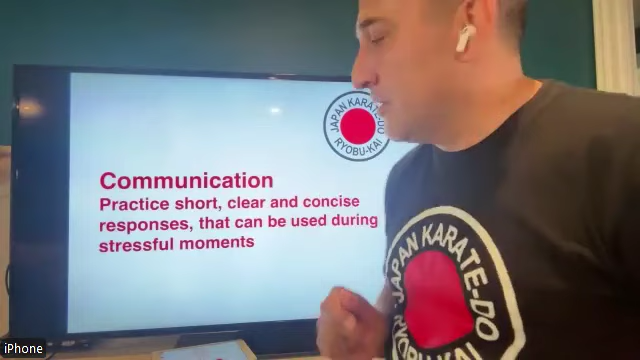 JAPAN KARATE-DO
RYOBU-KAI
Communication
Practice short, clear and concise
responses, that can be used during
stressful moments
JAPAN KARATE-DO
RYOBU-KAI
iPhone